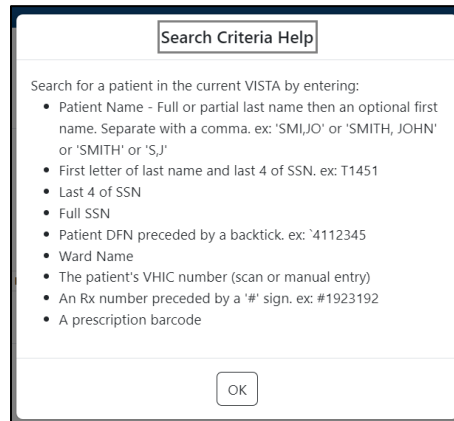 Search Criteria Help
Search for a patient in the current VISTA by entering:
• Patient Name - Full or partial last name then an optional first
name. Separate with a comma. ex: 'SMI,JO' or 'SMITH, JOHN'
or 'SMITH' or 'S,J'
• First letter of last name and last 4 of SSN. ex: T1451
• Last 4 of SSN
• Full SSN
• Patient DFN preceded by a backtick. ex: `4112345
• Ward Name
• The patient's VHIC number (scan or manual entry)
• An Rx number preceded by a '#' sign. ex: #1923192
• A prescription barcode
OK